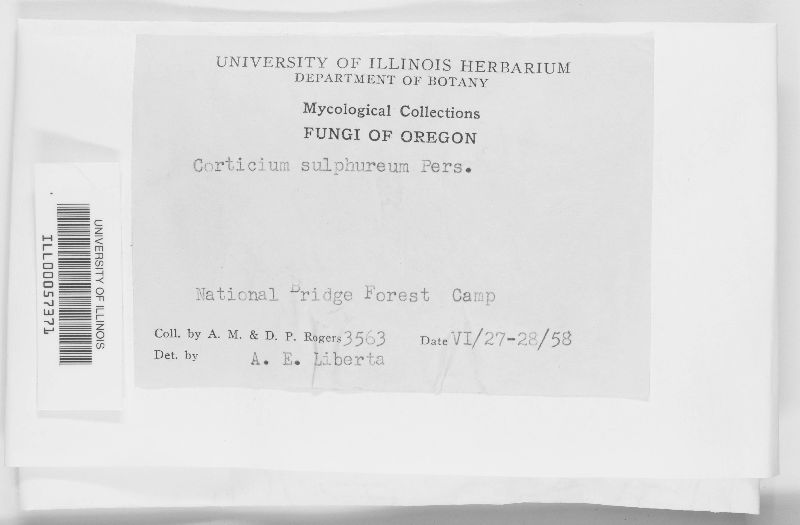 UNIVERSITY OF ILLINOIS HERBARIUM
DEPARTMENT OF BOTANY
Mycological Collections
FUNGI OF OREGON
Corticium sulphureum Pers.
National Bridge Forest Camp
Coll. by A. M. & D. P. Rogers 3563 Date VI/27-28/58
Det. by A. E. Liberta
UNIVERSITY OF ILLINOIS
ILL00057371